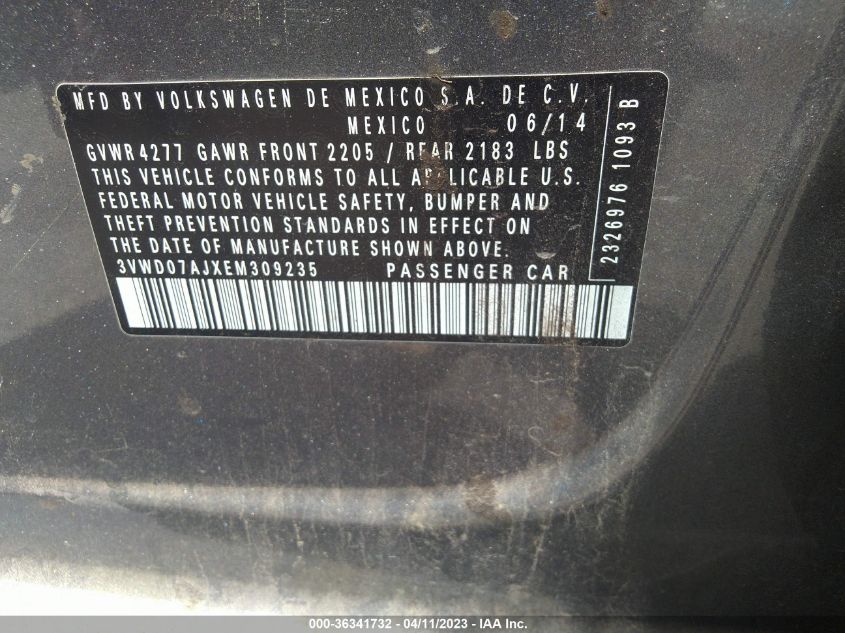 MFD BY VOLKSWAGEN DE MEXICO S.A. DE C.V.
MEXICO 06/14
GVWR 4277 GAWR FRONT 2205 / REAR 2183 LBS
THIS VEHICLE CONFORMS TO ALL APPLICABLE U.S.
FEDERAL MOTOR VEHICLE SAFETY, BUMPER AND
THEFT PREVENTION STANDARDS IN EFFECT ON
THE DATE OF MANUFACTURE SHOWN ABOVE.
3VWD07AJXEM309235 PASSENGER CAR
2326976 1093 B
000-36341732 - 04/11/2023 - IAA Inc.